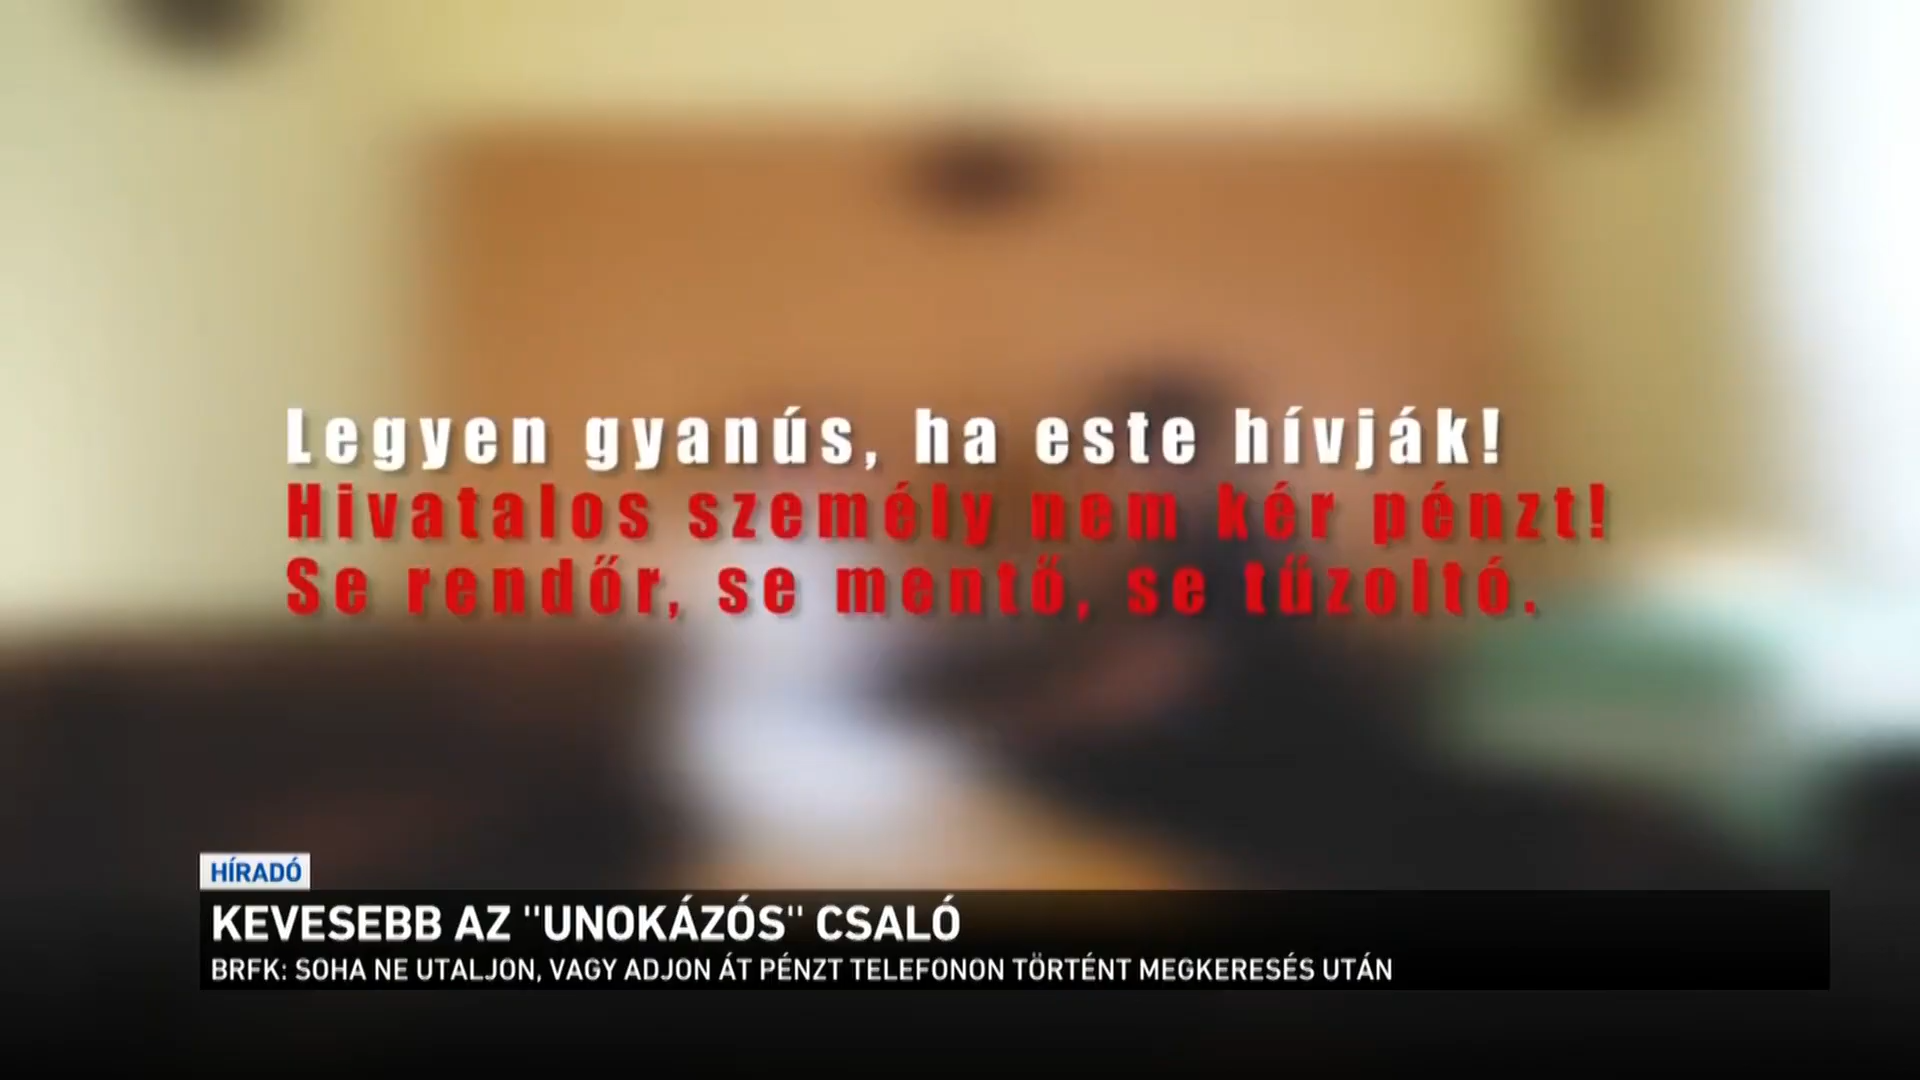 Legyen gyanús, ha este hívják!
Hivatalos személy nem kér pénzt!
Se rendőr, se mentő, se tűzoltó.
HÍRADÓ
KEVESEBB AZ "UNOKÁZÓS" CSALÓ
BRFK: SOHA NE UTALJON, VAGY ADJON ÁT PÉNZT TELEFONON TÖRTÉNT MEGKERESÉS UTÁN